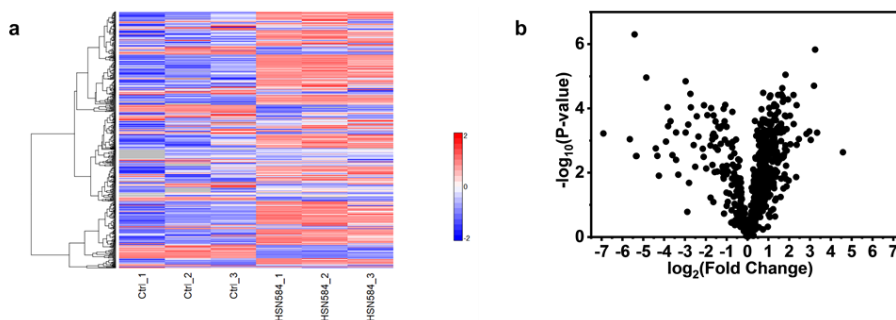 a
b
2
0
-2
Ctrl_1
Ctrl_2
Ctrl_3
HSN584_1
HSN584_2
HSN584_3
-log10(P-value)
6
4
2
0
-7 -6 -5 -4 -3 -2 -1 0 1 2 3 4 5 6 7
log2(Fold Change)